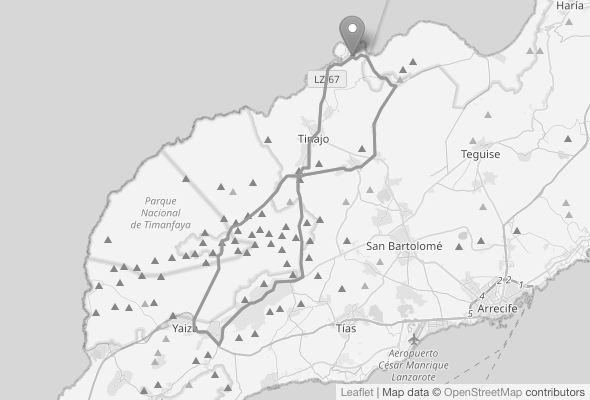 Haría
LZ-67
Tinajo
Teguise
Parque
Nacional
de Timanfaya
San Bartolomé
2 2 1
4
5
Arrecife
Yaiza
Tías
Aeropuerto
César Manrique
Lanzarote
Leaflet | Map data © OpenStreetMap contributors